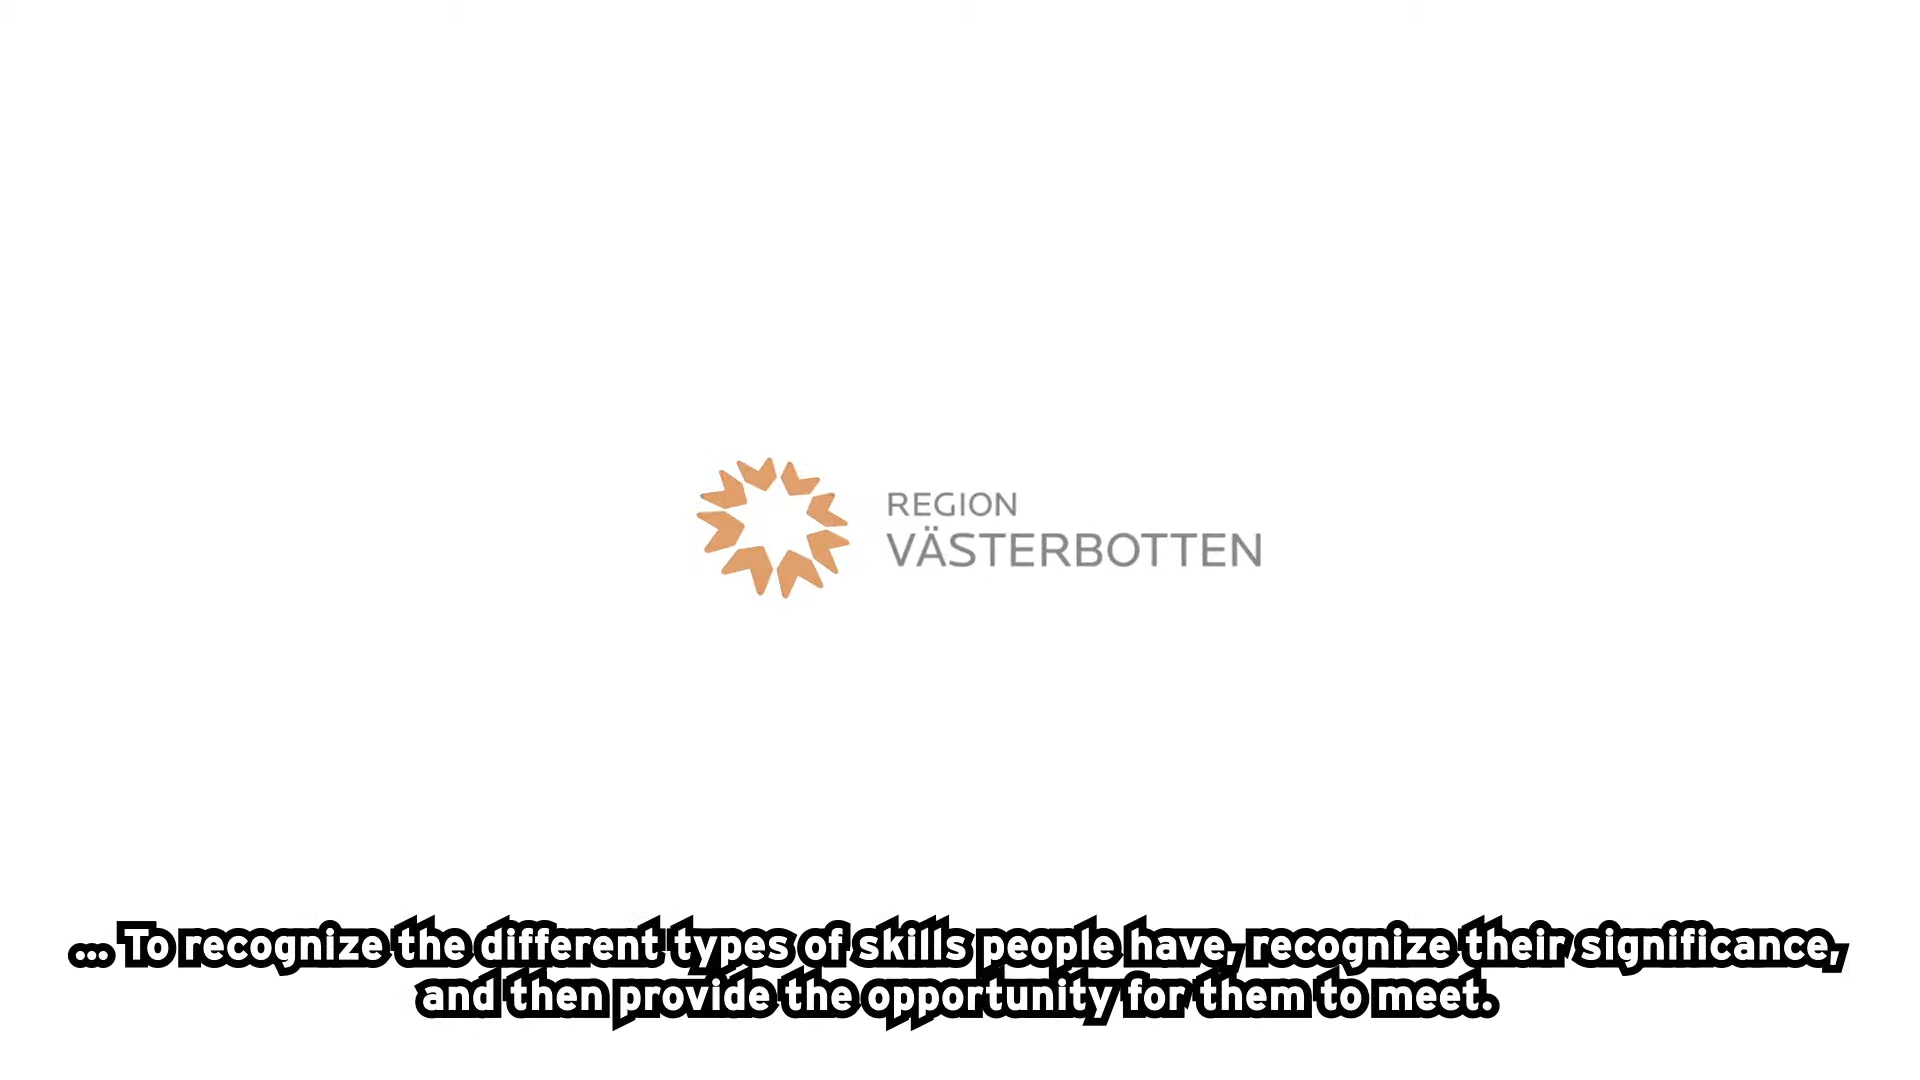 REGION
VÄSTERBOTTEN
... To recognize the different types of skills people have, recognize their significance,
and then provide the opportunity for them to meet.